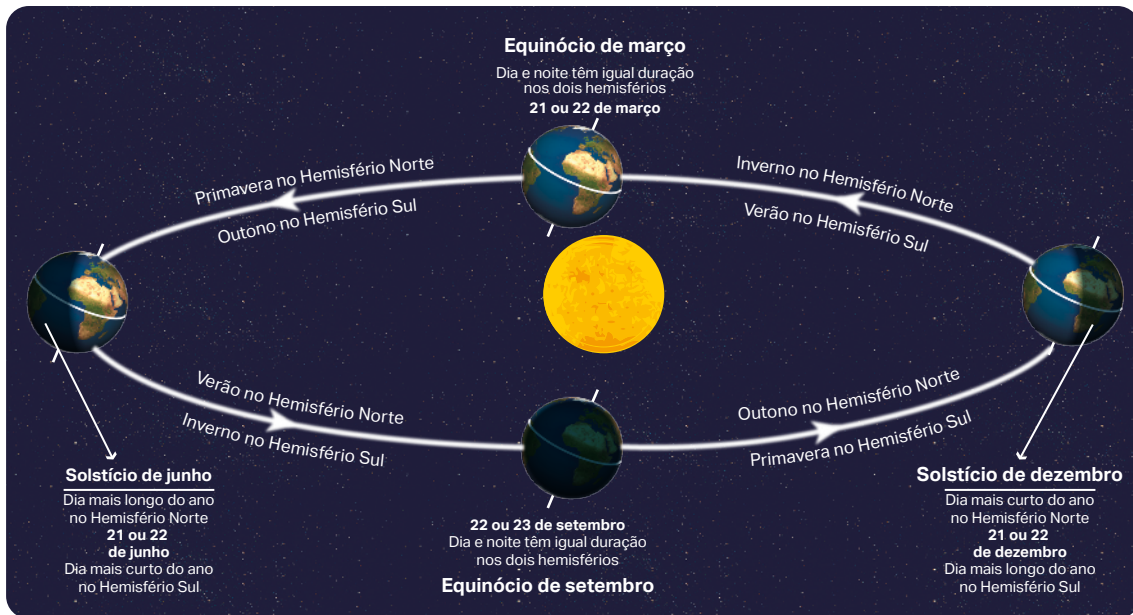 Equinócio de março
Dia e noite têm igual duração
nos dois hemisférios
21 ou 22 de março
Primavera no Hemisfério Norte
Outono no Hemisfério Sul
Inverno no Hemisfério Norte
Verão no Hemisfério Sul
Verão no Hemisfério Norte
Inverno no Hemisfério Sul
Outono no Hemisfério Norte
Primavera no Hemisfério Sul
Solstício de junho
Dia mais longo do ano
no Hemisfério Norte
21 ou 22
de junho
Dia mais curto do ano
no Hemisfério Sul
22 ou 23 de setembro
Dia e noite têm igual duração
nos dois hemisférios
Equinócio de setembro
Solstício de dezembro
Dia mais curto do ano
no Hemisfério Norte
21 ou 22
de dezembro
Dia mais longo do ano
no Hemisfério Sul